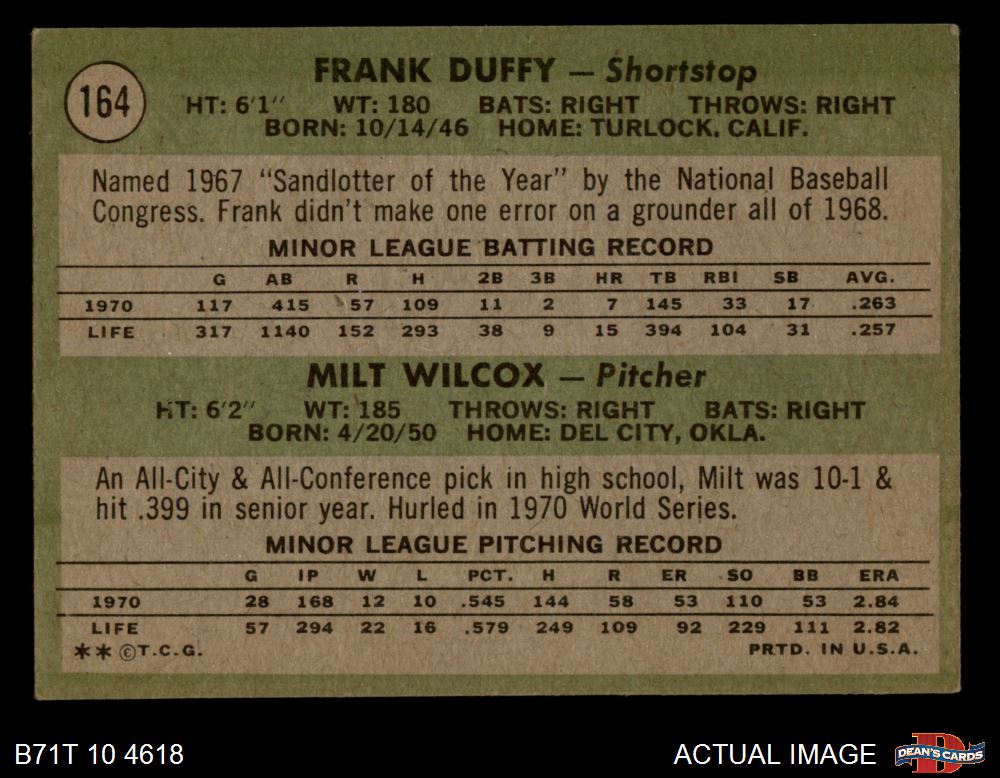 164
FRANK DUFFY — Shortstop
HT: 6'1" WT: 180 BATS: RIGHT THROWS: RIGHT
BORN: 10/14/46 HOME: TURLOCK, CALIF.
Named 1967 "Sandlotter of the Year" by the National Baseball
Congress. Frank didn't make one error on a grounder all of 1968.
MINOR LEAGUE BATTING RECORD
G AB R H 2B 3B HR TB RBI SB AVG.
1970 117 415 57 109 11 2 7 145 33 17 .263
LIFE 317 1140 152 293 38 9 15 394 104 31 .257
MILT WILCOX — Pitcher
HT: 6'2" WT: 185 THROWS: RIGHT BATS: RIGHT
BORN: 4/20/50 HOME: DEL CITY, OKLA.
An All-City & All-Conference pick in high school, Milt was 10-1 &
hit .399 in senior year. Hurled in 1970 World Series.
MINOR LEAGUE PITCHING RECORD
G IP W L PCT. H R ER SO BB ERA
1970 28 168 12 10 .545 144 58 53 110 53 2.84
LIFE 57 294 22 16 .579 249 109 92 229 111 2.82
**©T.C.G. PRTD. IN U.S.A.
B71T 10 4618 ACTUAL IMAGE D DEAN'S CARDS